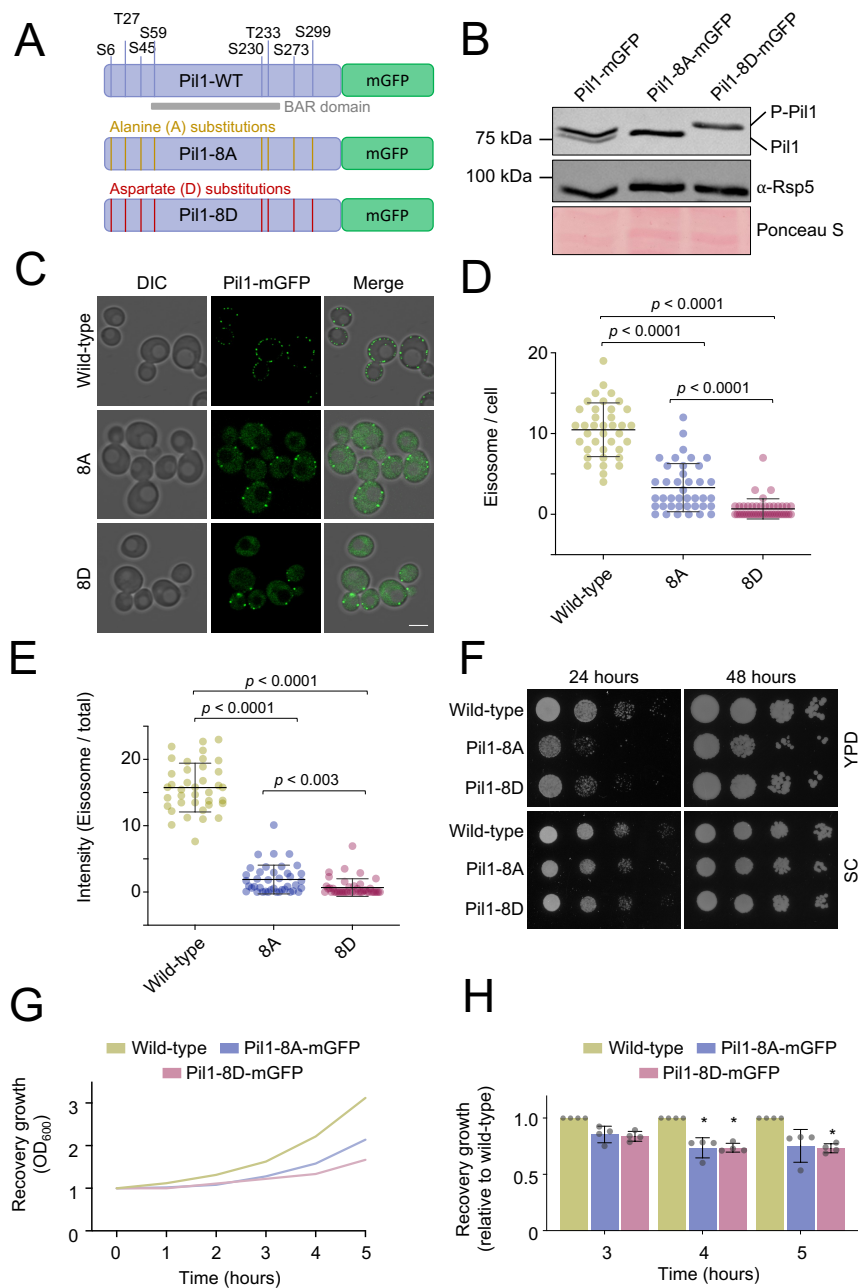 A
T27
S59
T233
S299
S6
S45
S230
S273
Pil1-WT
mGFP
BAR domain
Alanine (A) substitutions
Pil1-8A
mGFP
Aspartate (D) substitutions
Pil1-8D
mGFP
B
Pil1-mGFP
Pil1-8A-mGFP
Pil1-8D-mGFP
P-Pil1
75 kDa
Pil1
100 kDa
α-Rsp5
Ponceau S
C
DIC
Pil1-mGFP
Merge
Wild-type
8A
8D
D
p < 0.0001
p < 0.0001
p < 0.0001
20
10
0
Eisosome / cell
Wild-type
8A
8D
E
p < 0.0001
p < 0.0001
p < 0.003
20
10
0
Intensity (Eisosome / total)
Wild-type
8A
8D
F
24 hours
48 hours
Wild-type
Pil1-8A
Pil1-8D
YPD
Wild-type
Pil1-8A
Pil1-8D
SC
G
Wild-type
Pil1-8A-mGFP
Pil1-8D-mGFP
Recovery growth
(OD600)
3
2
1
0
0 1 2 3 4 5
Time (hours)
H
Wild-type
Pil1-8A-mGFP
Pil1-8D-mGFP
Recovery growth
(relative to wild-type)
1.0
0.5
0
* * *
3 4 5
Time (hours)